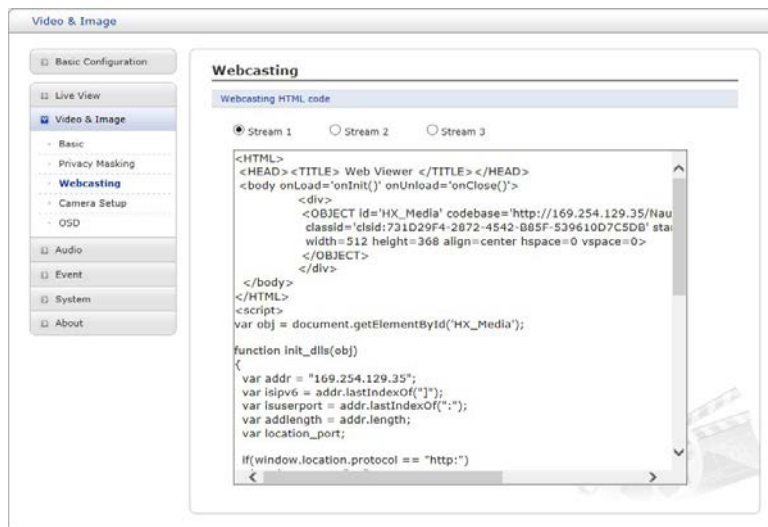 Video & Image
Basic Configuration
Live View
Video & Image
Basic
Privacy Masking
Webcasting
Camera Setup
OSD
Audio
Event
System
About
Webcasting
Webcasting HTML code
Stream 1 Stream 2 Stream 3
<HTML>
<HEAD><TITLE> Web Viewer </TITLE></HEAD>
<body onLoad='onInit()' onUnload='onClose()'>
<div>
<OBJECT id='HX_Media' codebase='http://169.254.129.35/Nau
classid='clsid:731D29F4-2872-4542-B85F-539610D7C5DB' star
width=512 height=368 align=center hspace=0 vspace=0>
</OBJECT>
</div>
</body>
</HTML>
<script>
var obj = document.getElementById('HX_Media');
function init_dlls(obj)
{
var addr = "169.254.129.35";
var isipv6 = addr.lastIndexOf("]");
var isuserport = addr.lastIndexOf(":");
var addlength = addr.length;
var location_port;
if(window.location.protocol == "http:")